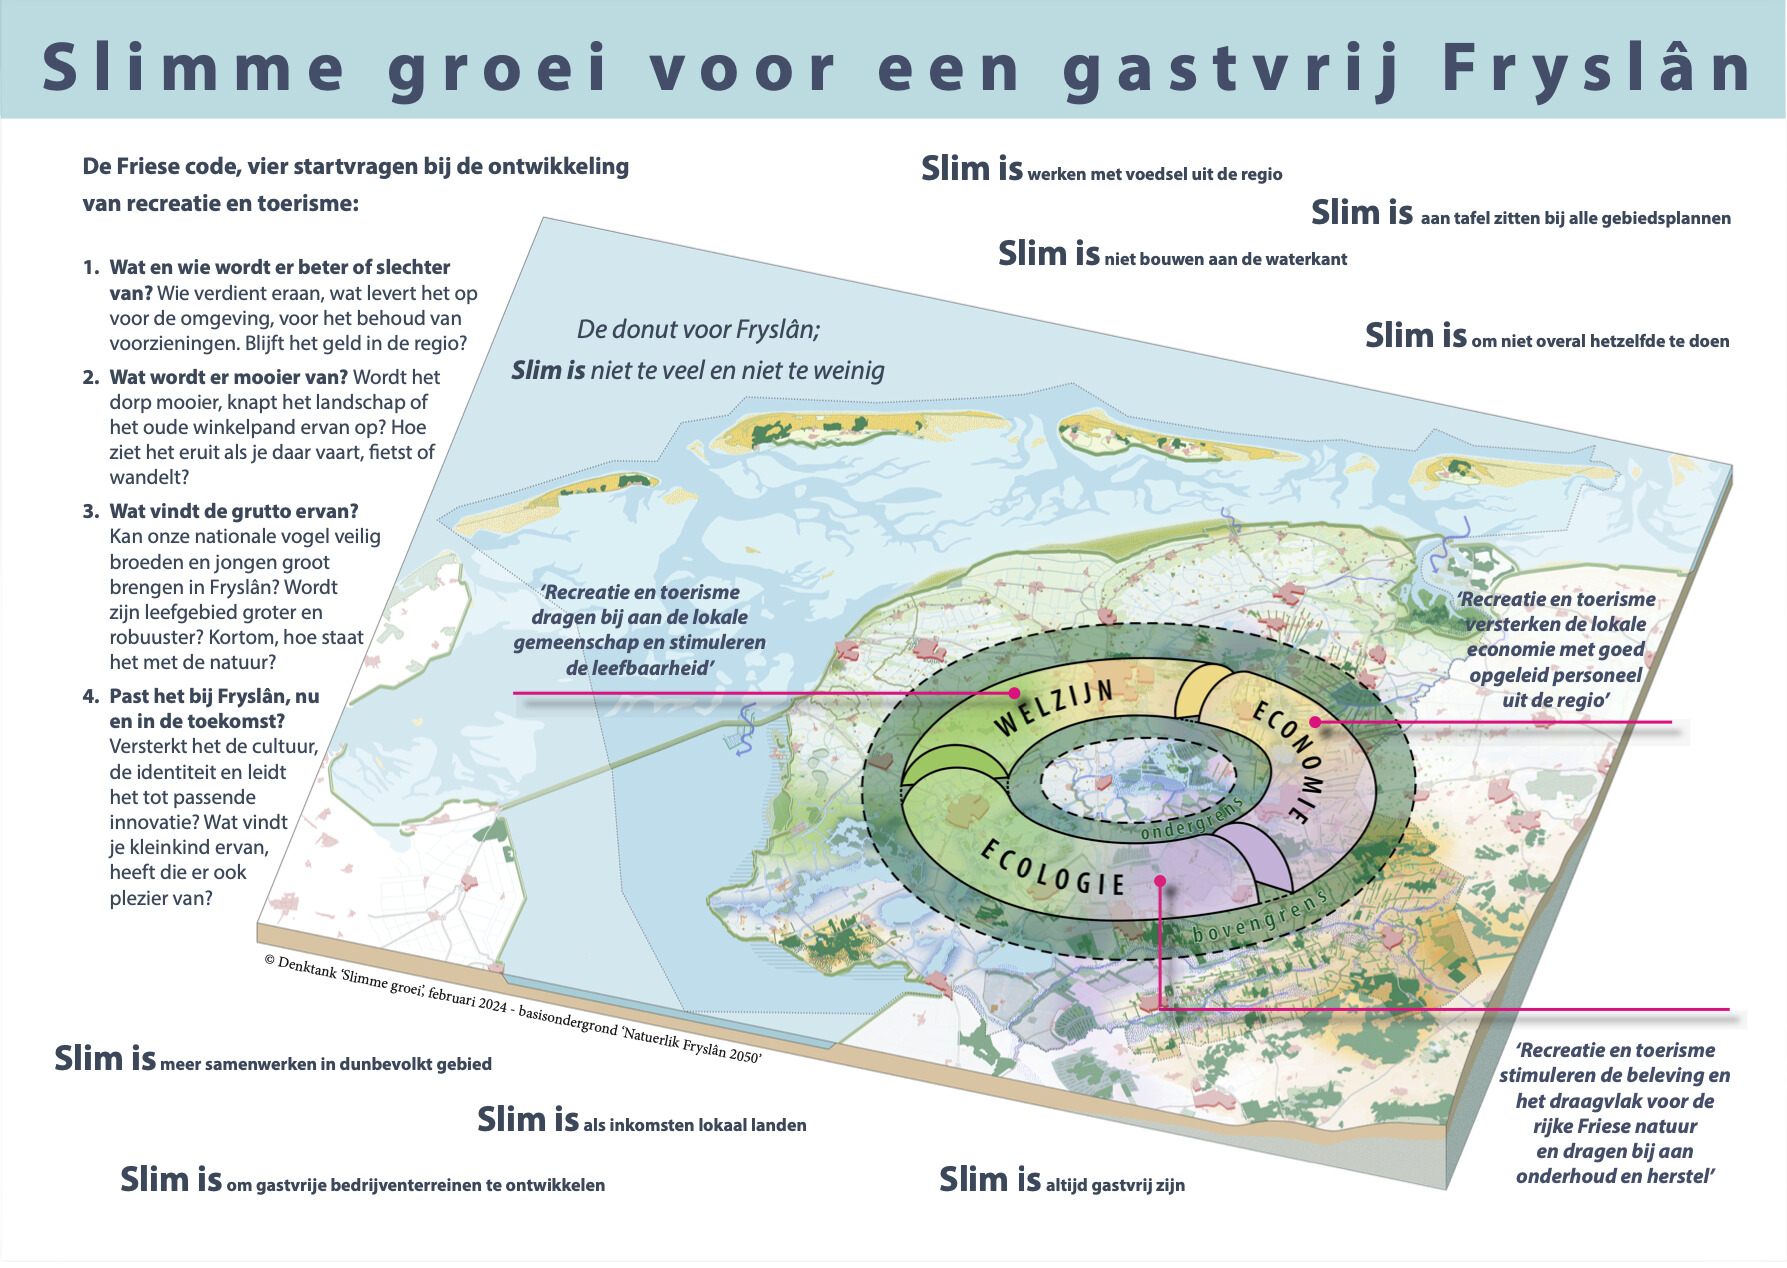 Slimme groei voor een gastvrij Fryslân
De Friese code, vier startvragen bij de ontwikkeling
van recreatie en toerisme:
1. Wat en wie wordt er beter of slechter
van? Wie verdient eraan, wat levert het op
voor de omgeving, voor het behoud van
voorzieningen. Blijft het geld in de regio?
2. Wat wordt er mooier van? Wordt het
dorp mooier, knapt het landschap of
het oude winkelpand ervan op? Hoe
ziet het eruit als je daar vaart, fietst of
wandelt?
3. Wat vindt de grutto ervan?
Kan onze nationale vogel veilig
broeden en jongen groot
brengen in Fryslân? Wordt
zijn leefgebied groter en
robuuster? Kortom, hoe staat
het met de natuur?
4. Past het bij Fryslân, nu
en in de toekomst?
Versterkt het de cultuur,
de identiteit en leidt
het tot passende
innovatie? Wat vindt
je kleinkind ervan,
heeft die er ook
plezier van?
Slim is werken met voedsel uit de regio
Slim is aan tafel zitten bij alle gebiedsplannen
Slim is niet bouwen aan de waterkant
Slim is om niet overal hetzelfde te doen
De donut voor Fryslân;
Slim is niet te veel en niet te weinig
‘Recreatie en toerisme
dragen bij aan de lokale
gemeenschap en stimuleren
de leefbaarheid’
‘Recreatie en toerisme
versterken de lokale
economie met goed
opgeleid personeel
uit de regio’
WELZIJN
ECONOMIE
ECOLOGIE
ondergrens
bovengrens
‘Recreatie en toerisme
stimuleren de beleving en
het draagvlak voor de
rijke Friese natuur
en dragen bij aan
onderhoud en herstel’
© Denktank ‘Slimme groei’, februari 2024 - basisondergrond ‘Natuerlik Fryslân 2050’
Slim is meer samenwerken in dunbevolkt gebied
Slim is als inkomsten lokaal landen
Slim is om gastvrije bedrijventerreinen te ontwikkelen
Slim is altijd gastvrij zijn